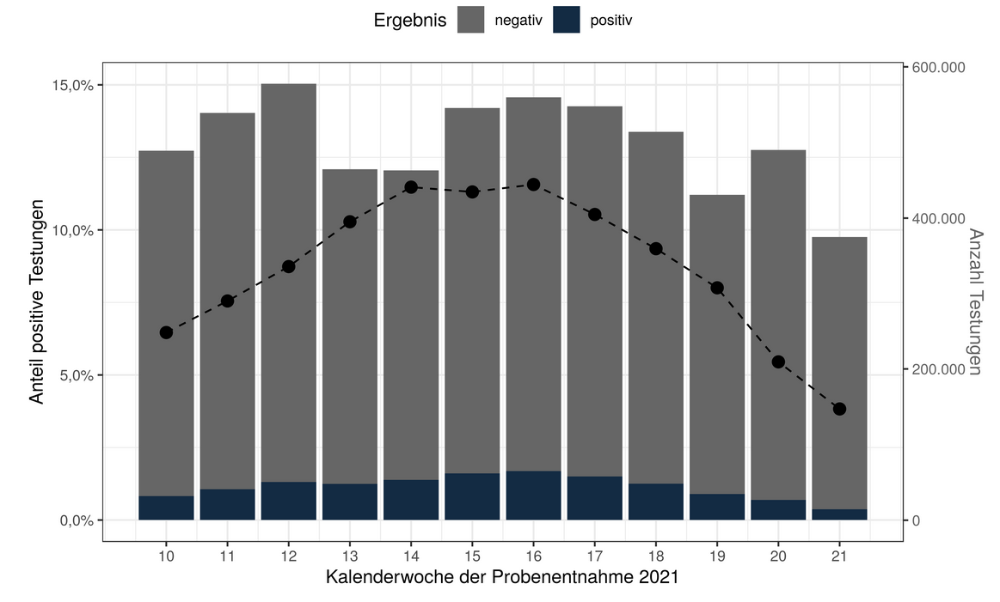 Ergebnis negativ positiv
Anteil positive Testungen
15,0%
10,0%
5,0%
0,0%
600.000
400.000
200.000
0
Anzahl Testungen
10 11 12 13 14 15 16 17 18 19 20 21
Kalenderwoche der Probenentnahme 2021